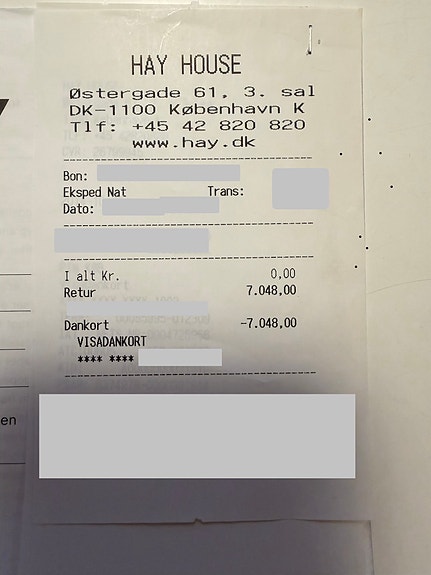 HAY HOUSE
Østergade 61, 3. sal
DK-1100 København K
Tlf: +45 42 820 820
www.hay.dk
Bon:
Eksped Nat Trans:
Dato:
I alt Kr. 0,00
Retur 7.048,00
Dankort -7.048,00
VISADANKORT
**** ****
en